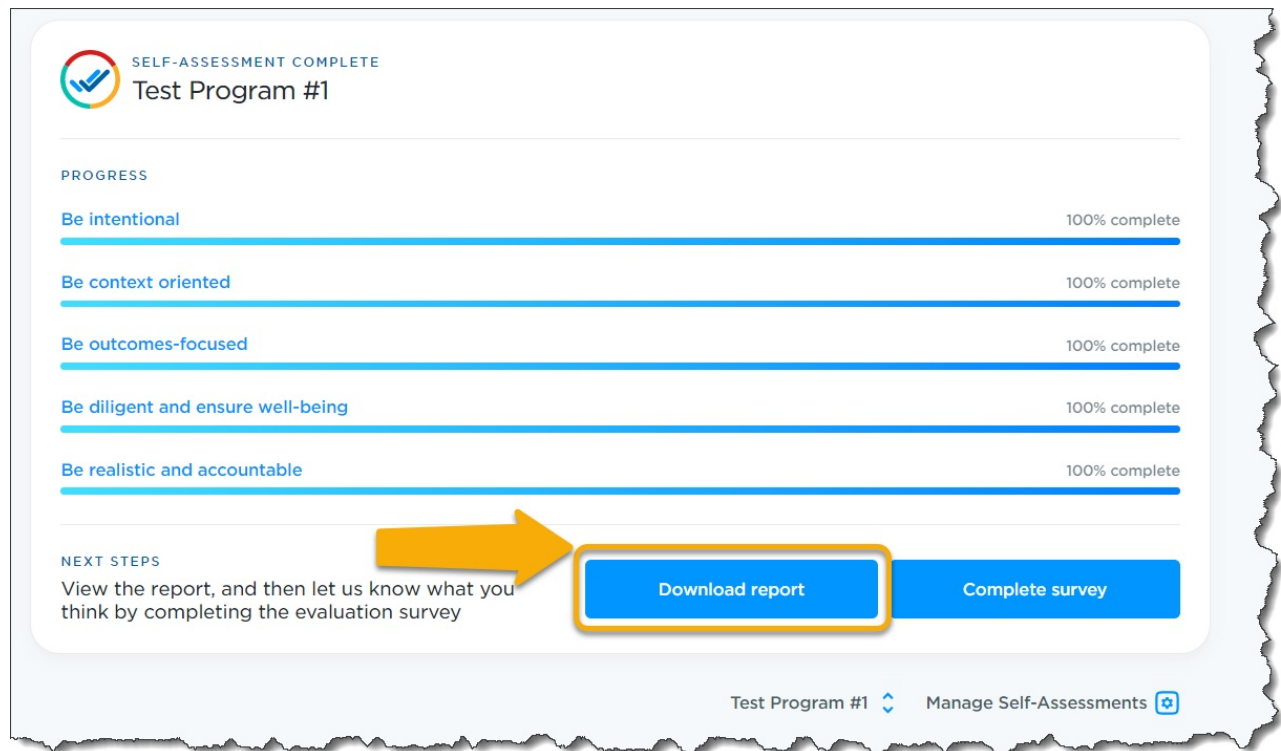 SELF-ASSESSMENT COMPLETE
Test Program #1
PROGRESS
Be intentional
100% complete
Be context oriented
100% complete
Be outcomes-focused
100% complete
Be diligent and ensure well-being
100% complete
Be realistic and accountable
100% complete
NEXT STEPS
View the report, and then let us know what you
think by completing the evaluation survey
Download report
Complete survey
Test Program #1
Manage Self-Assessments